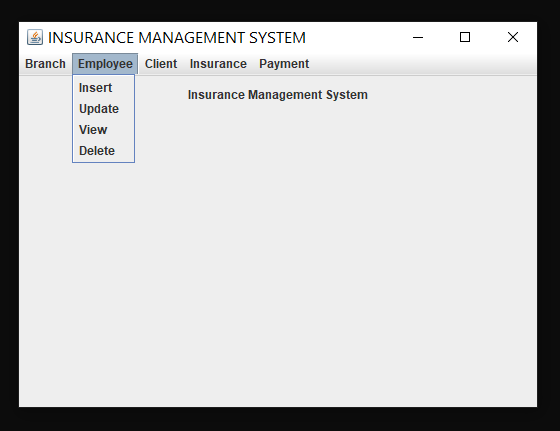 INSURANCE MANAGEMENT SYSTEM
Branch Employee Client Insurance Payment
Insert
Insurance Management System
Update
View
Delete